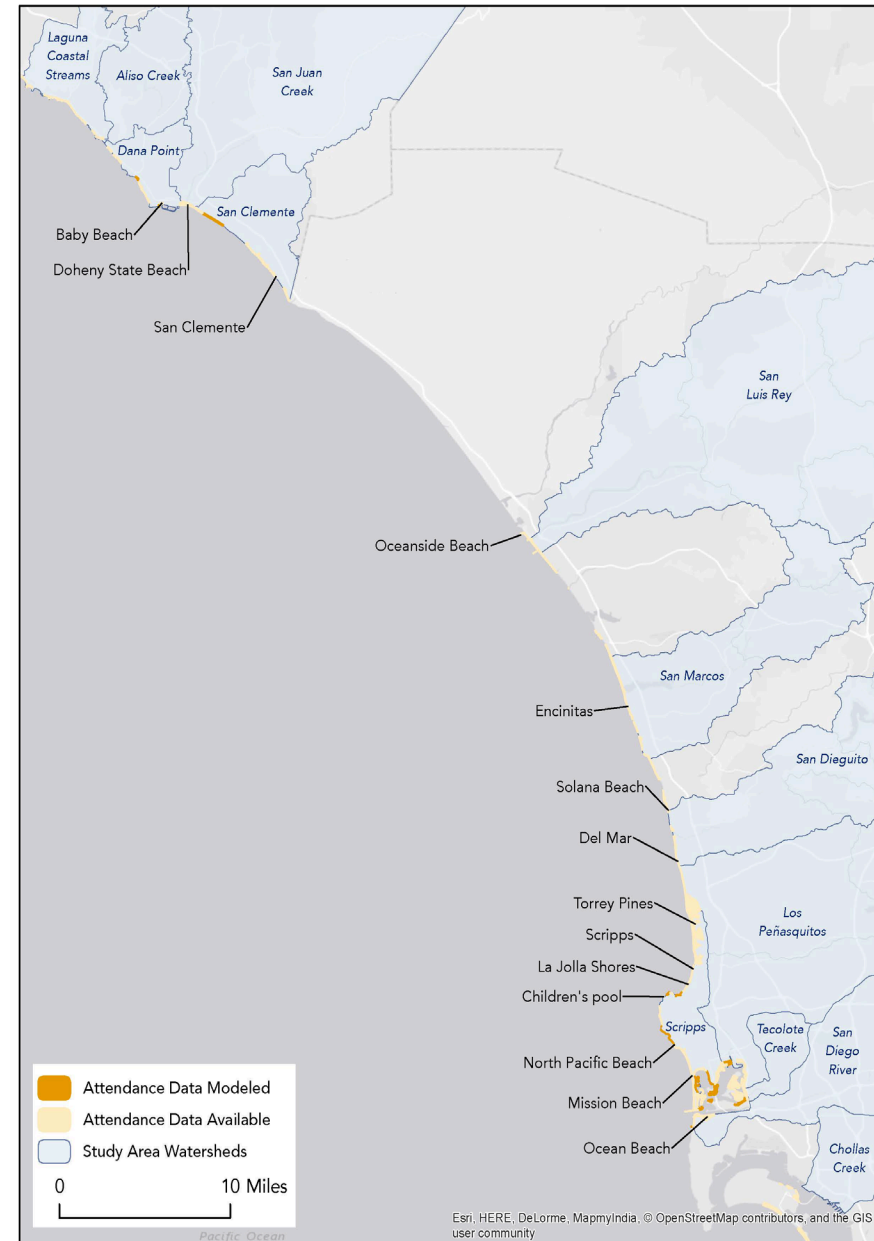 Laguna
Coastal
Streams
Aliso Creek
San Juan
Creek
Dana Point
San Clemente
Baby Beach
Doheny State Beach
San Clemente
San
Luis Rey
Oceanside Beach
San Marcos
Encinitas
San Dieguito
Solana Beach
Del Mar
Torrey Pines
Los
Peñasquitos
Scripps
La Jolla Shores
Children's pool
Scripps
Tecolote
Creek
San
Diego
River
North Pacific Beach
Mission Beach
Ocean Beach
Chollas
Creek
Attendance Data Modeled
Attendance Data Available
Study Area Watersheds
0 10 Miles
Pacific Ocean
Esri, HERE, DeLorme, MapmyIndia, © OpenStreetMap contributors, and the GIS
user community